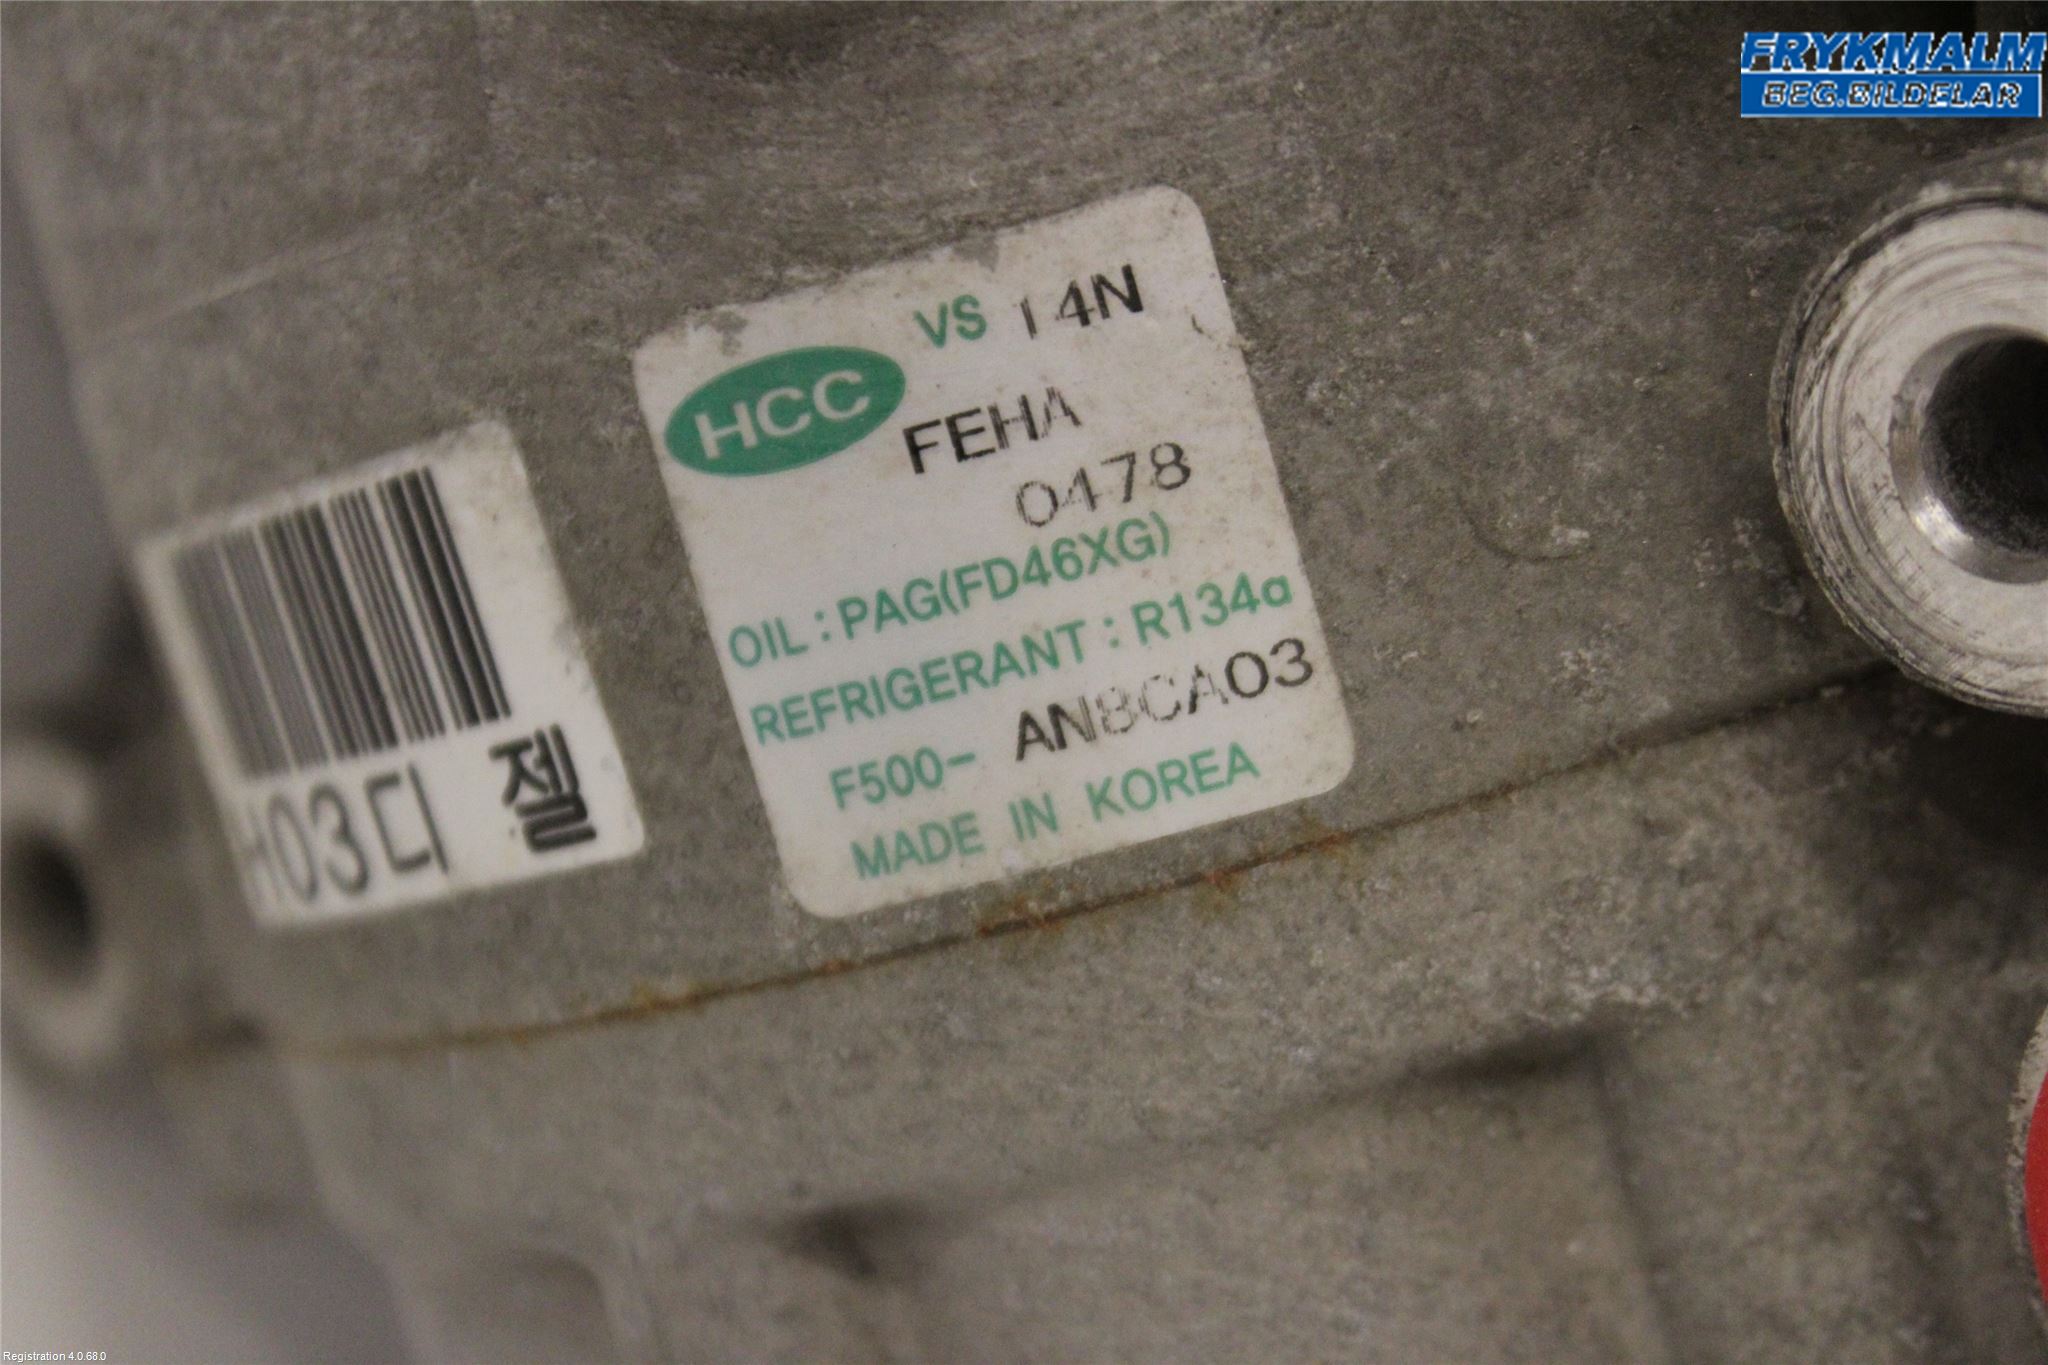 FRYKMALM
BEG.BILDELAR
VS 14N
HCC
FEHA
0478
OIL : PAG(FD46XG)
REFRIGERANT : R134a
F500- AN8CA03
MADE IN KOREA
H03디 젤
Registration 4.0.68.0